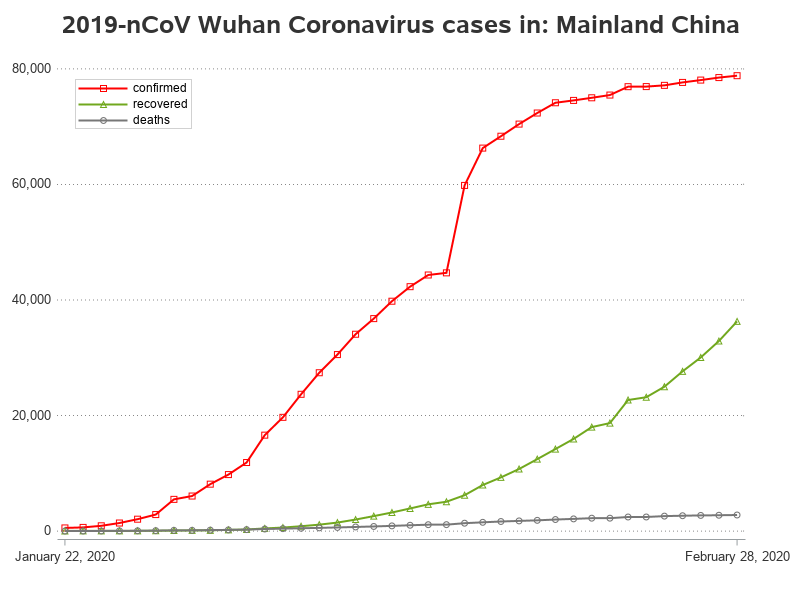 2019-nCoV Wuhan Coronavirus cases in: Mainland China
80,000
confirmed
recovered
deaths
60,000
40,000
20,000
0
January 22, 2020
February 28, 2020